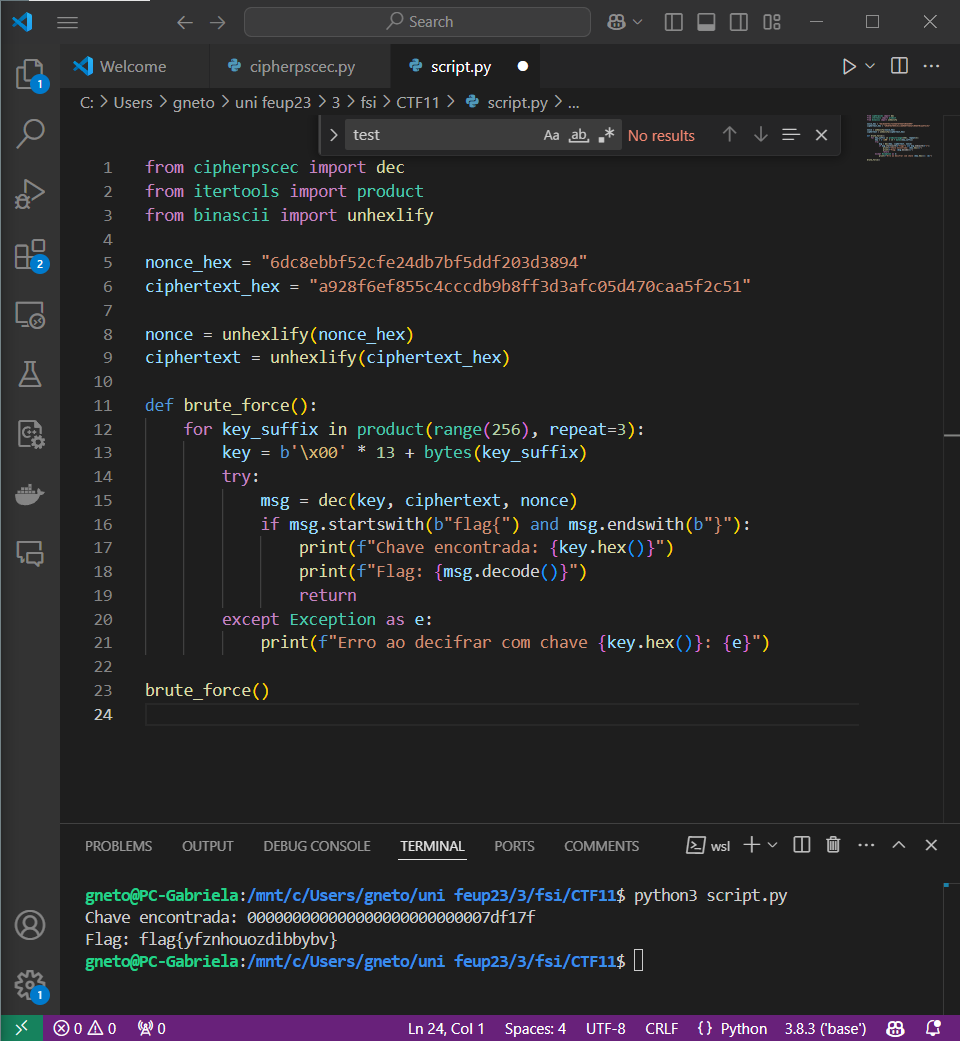 Search
Welcome
cipherpscec.py
script.py
1
C: > Users > gneto > uni feup23 > 3 > fsi > CTF11 > script.py > ...
test
Aa
ab
No results
1 from cipherpscec import dec
2 from itertools import product
3 from binascii import unhexlify
4
5 nonce_hex = "6dc8ebbf52cfe24db7bf5ddf203d3894"
6 ciphertext_hex = "a928f6ef855c4cccdb9b8ff3d3afc05d470caa5f2c51"
7
8 nonce = unhexlify(nonce_hex)
9 ciphertext = unhexlify(ciphertext_hex)
10
11 def brute_force():
12     for key_suffix in product(range(256), repeat=3):
13         key = b'\x00' * 13 + bytes(key_suffix)
14         try:
15             msg = dec(key, ciphertext, nonce)
16             if msg.startswith(b"flag{") and msg.endswith(b"}"):
17                 print(f"Chave encontrada: {key.hex()}")
18                 print(f"Flag: {msg.decode()}")
19                 return
20         except Exception as e:
21             print(f"Erro ao decifrar com chave {key.hex()}: {e}")
22
23 brute_force()
24
2
PROBLEMS OUTPUT DEBUG CONSOLE TERMINAL PORTS COMMENTS wsl
gneto@PC-Gabriela:/mnt/c/Users/gneto/uni feup23/3/fsi/CTF11$ python3 script.py
Chave encontrada: 000000000000000000000000007df17f
Flag: flag{yfznhouozdibbybv}
gneto@PC-Gabriela:/mnt/c/Users/gneto/uni feup23/3/fsi/CTF11$
1
0 0 0 Ln 24, Col 1 Spaces: 4 UTF-8 CRLF {} Python 3.8.3 ('base')